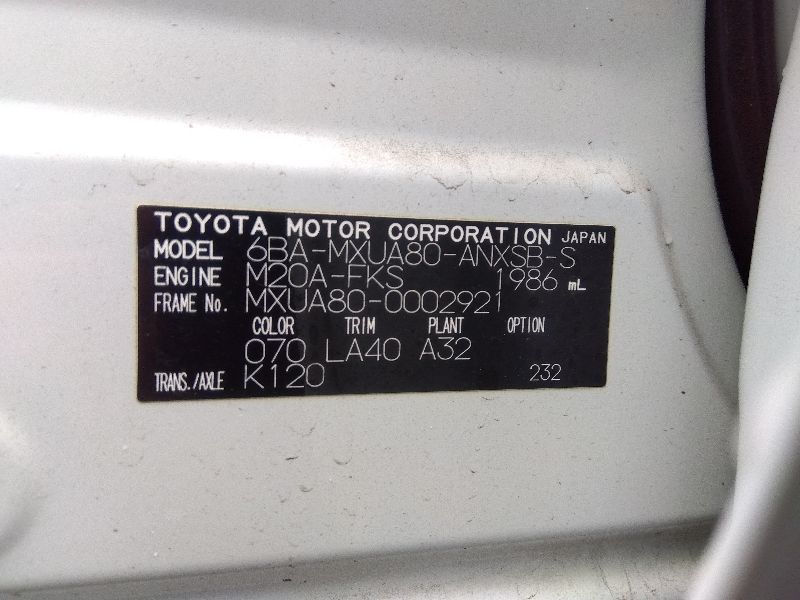 TOYOTA MOTOR CORPORATION JAPAN
MODEL 6BA-MXUA80-ANXSB-S
ENGINE M20A-FKS 1986 mL
FRAME No. MXUA80-0002921
COLOR TRIM PLANT OPTION
070 LA40 A32
TRANS./AXLE K120 232